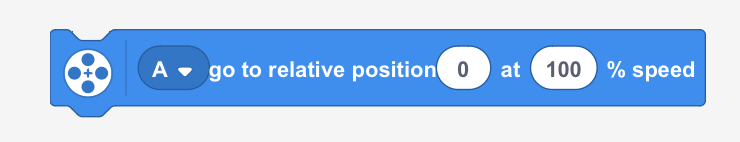 A go to relative position 0 at 100 % speed